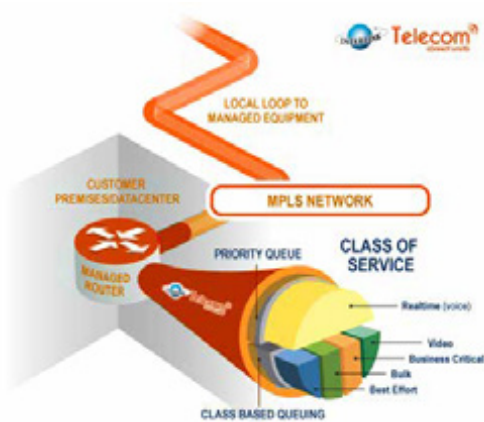 Telecom
LOCAL LOOP TO
MANAGED EQUIPMENT
CUSTOMER
PREMISES/DATACENTER
MPLS NETWORK
MANAGED
ROUTER
PRIORITY QUEUE
CLASS OF
SERVICE
Telecom
Realtime (voice)
Video
Business Critical
Bulk
Best Effort
CLASS BASED QUEUING